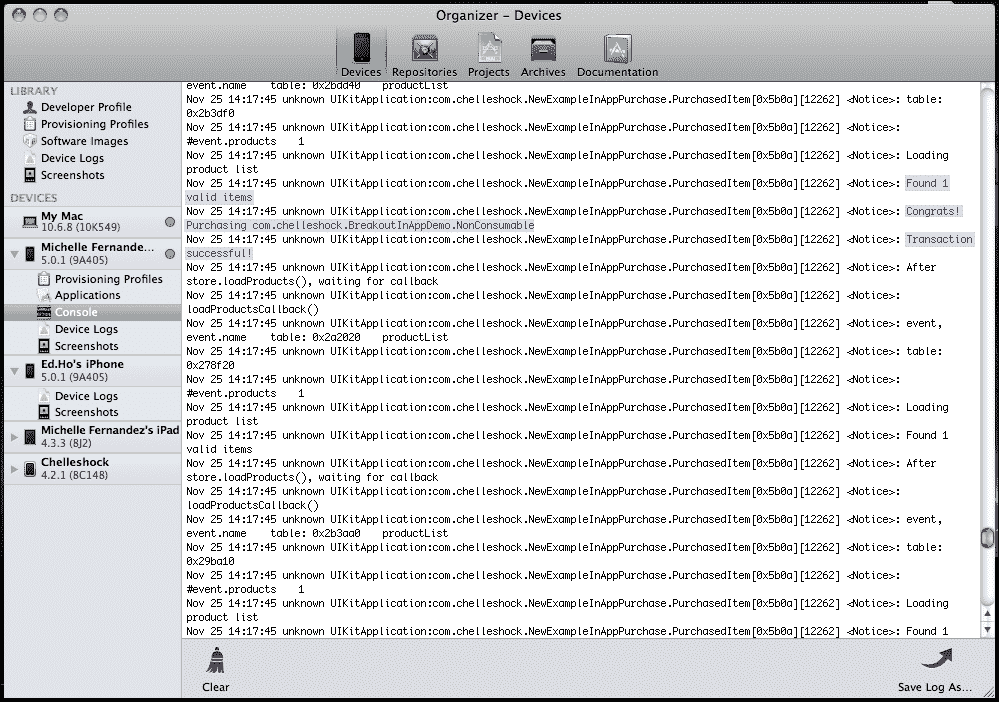 Organizer – Devices
Devices Repositories Projects Archives Documentation
LIBRARY
Developer Profile
Provisioning Profiles
Software Images
Device Logs
Screenshots
DEVICES
My Mac
10.6.8 (10K549)
Michelle Fernande...
5.0.1 (9A405)
Provisioning Profiles
Applications
Console
Device Logs
Screenshots
Ed.Ho's iPhone
5.0.1 (9A405)
Device Logs
Screenshots
Michelle Fernandez's iPad
4.3.3 (8J2)
Chelleshock
4.2.1 (8C148)
event.name table: 0x2bdd40 productList
Nov 25 14:17:45 unknown UIKitApplication:com.chelleshock.NewExampleInAppPurchase.PurchasedItem[0x5b0a][12262] <Notice>: table:
0x2b3df0
Nov 25 14:17:45 unknown UIKitApplication:com.chelleshock.NewExampleInAppPurchase.PurchasedItem[0x5b0a][12262] <Notice>:
#event.products 1
Nov 25 14:17:45 unknown UIKitApplication:com.chelleshock.NewExampleInAppPurchase.PurchasedItem[0x5b0a][12262] <Notice>: Loading
product list
Nov 25 14:17:45 unknown UIKitApplication:com.chelleshock.NewExampleInAppPurchase.PurchasedItem[0x5b0a][12262] <Notice>: Found 1
valid items
Nov 25 14:17:45 unknown UIKitApplication:com.chelleshock.NewExampleInAppPurchase.PurchasedItem[0x5b0a][12262] <Notice>: Congrats!
Purchasing com.chelleshock.BreakoutInAppDemo.NonConsumable
Nov 25 14:17:45 unknown UIKitApplication:com.chelleshock.NewExampleInAppPurchase.PurchasedItem[0x5b0a][12262] <Notice>: Transaction
successful!
Nov 25 14:17:45 unknown UIKitApplication:com.chelleshock.NewExampleInAppPurchase.PurchasedItem[0x5b0a][12262] <Notice>: After
store.loadProducts(), waiting for callback
Nov 25 14:17:45 unknown UIKitApplication:com.chelleshock.NewExampleInAppPurchase.PurchasedItem[0x5b0a][12262] <Notice>:
loadProductsCallback()
Nov 25 14:17:45 unknown UIKitApplication:com.chelleshock.NewExampleInAppPurchase.PurchasedItem[0x5b0a][12262] <Notice>: event,
event.name table: 0x2a2020 productList
Nov 25 14:17:45 unknown UIKitApplication:com.chelleshock.NewExampleInAppPurchase.PurchasedItem[0x5b0a][12262] <Notice>: table:
0x278f20
Nov 25 14:17:45 unknown UIKitApplication:com.chelleshock.NewExampleInAppPurchase.PurchasedItem[0x5b0a][12262] <Notice>:
#event.products 1
Nov 25 14:17:45 unknown UIKitApplication:com.chelleshock.NewExampleInAppPurchase.PurchasedItem[0x5b0a][12262] <Notice>: Loading
product list
Nov 25 14:17:45 unknown UIKitApplication:com.chelleshock.NewExampleInAppPurchase.PurchasedItem[0x5b0a][12262] <Notice>: Found 1
valid items
Nov 25 14:17:45 unknown UIKitApplication:com.chelleshock.NewExampleInAppPurchase.PurchasedItem[0x5b0a][12262] <Notice>: After
store.loadProducts(), waiting for callback
Nov 25 14:17:45 unknown UIKitApplication:com.chelleshock.NewExampleInAppPurchase.PurchasedItem[0x5b0a][12262] <Notice>:
loadProductsCallback()
Nov 25 14:17:45 unknown UIKitApplication:com.chelleshock.NewExampleInAppPurchase.PurchasedItem[0x5b0a][12262] <Notice>: event,
event.name table: 0x2b3aa0 productList
Nov 25 14:17:45 unknown UIKitApplication:com.chelleshock.NewExampleInAppPurchase.PurchasedItem[0x5b0a][12262] <Notice>: table:
0x29ba10
Nov 25 14:17:45 unknown UIKitApplication:com.chelleshock.NewExampleInAppPurchase.PurchasedItem[0x5b0a][12262] <Notice>:
#event.products 1
Nov 25 14:17:45 unknown UIKitApplication:com.chelleshock.NewExampleInAppPurchase.PurchasedItem[0x5b0a][12262] <Notice>: Loading
product list
Nov 25 14:17:45 unknown UIKitApplication:com.chelleshock.NewExampleInAppPurchase.PurchasedItem[0x5b0a][12262] <Notice>: Found 1
Clear
Save Log As...